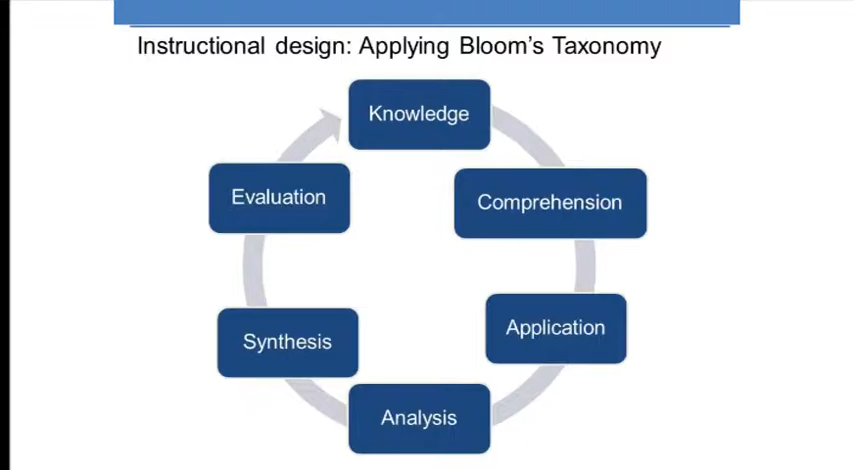 Instructional design: Applying Bloom’s Taxonomy
Knowledge
Comprehension
Application
Analysis
Synthesis
Evaluation